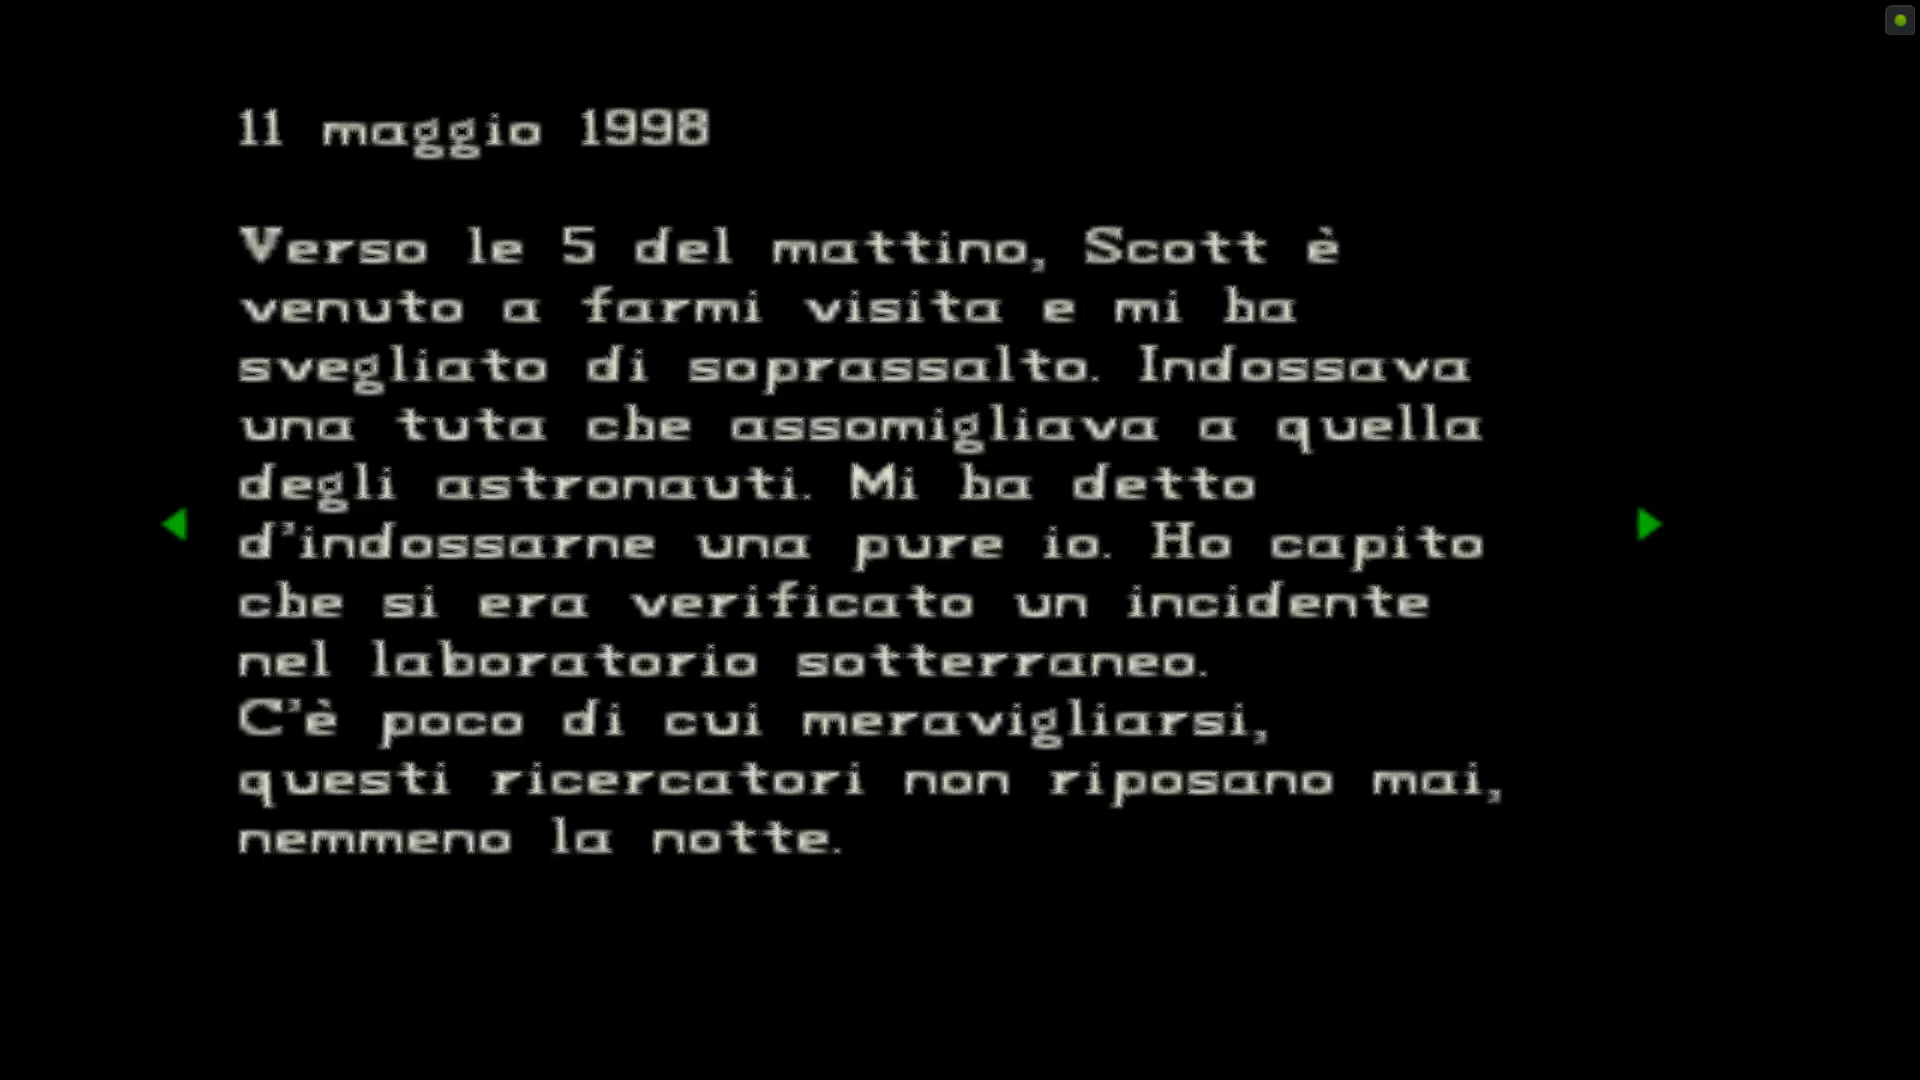 11 maggio 1998
Verso le 5 del mattino, Scott è
venuto a farmi visita e mi ha
svegliato di soprassalto. Indossava
una tuta che assomigliava a quella
degli astronauti. Mi ha detto
d'indossarne una pure io. Ho capito
che si era verificato un incidente
nel laboratorio sotterraneo.
C'è poco di cui meravigliarsi,
questi ricercatori non riposano mai,
nemmeno la notte.